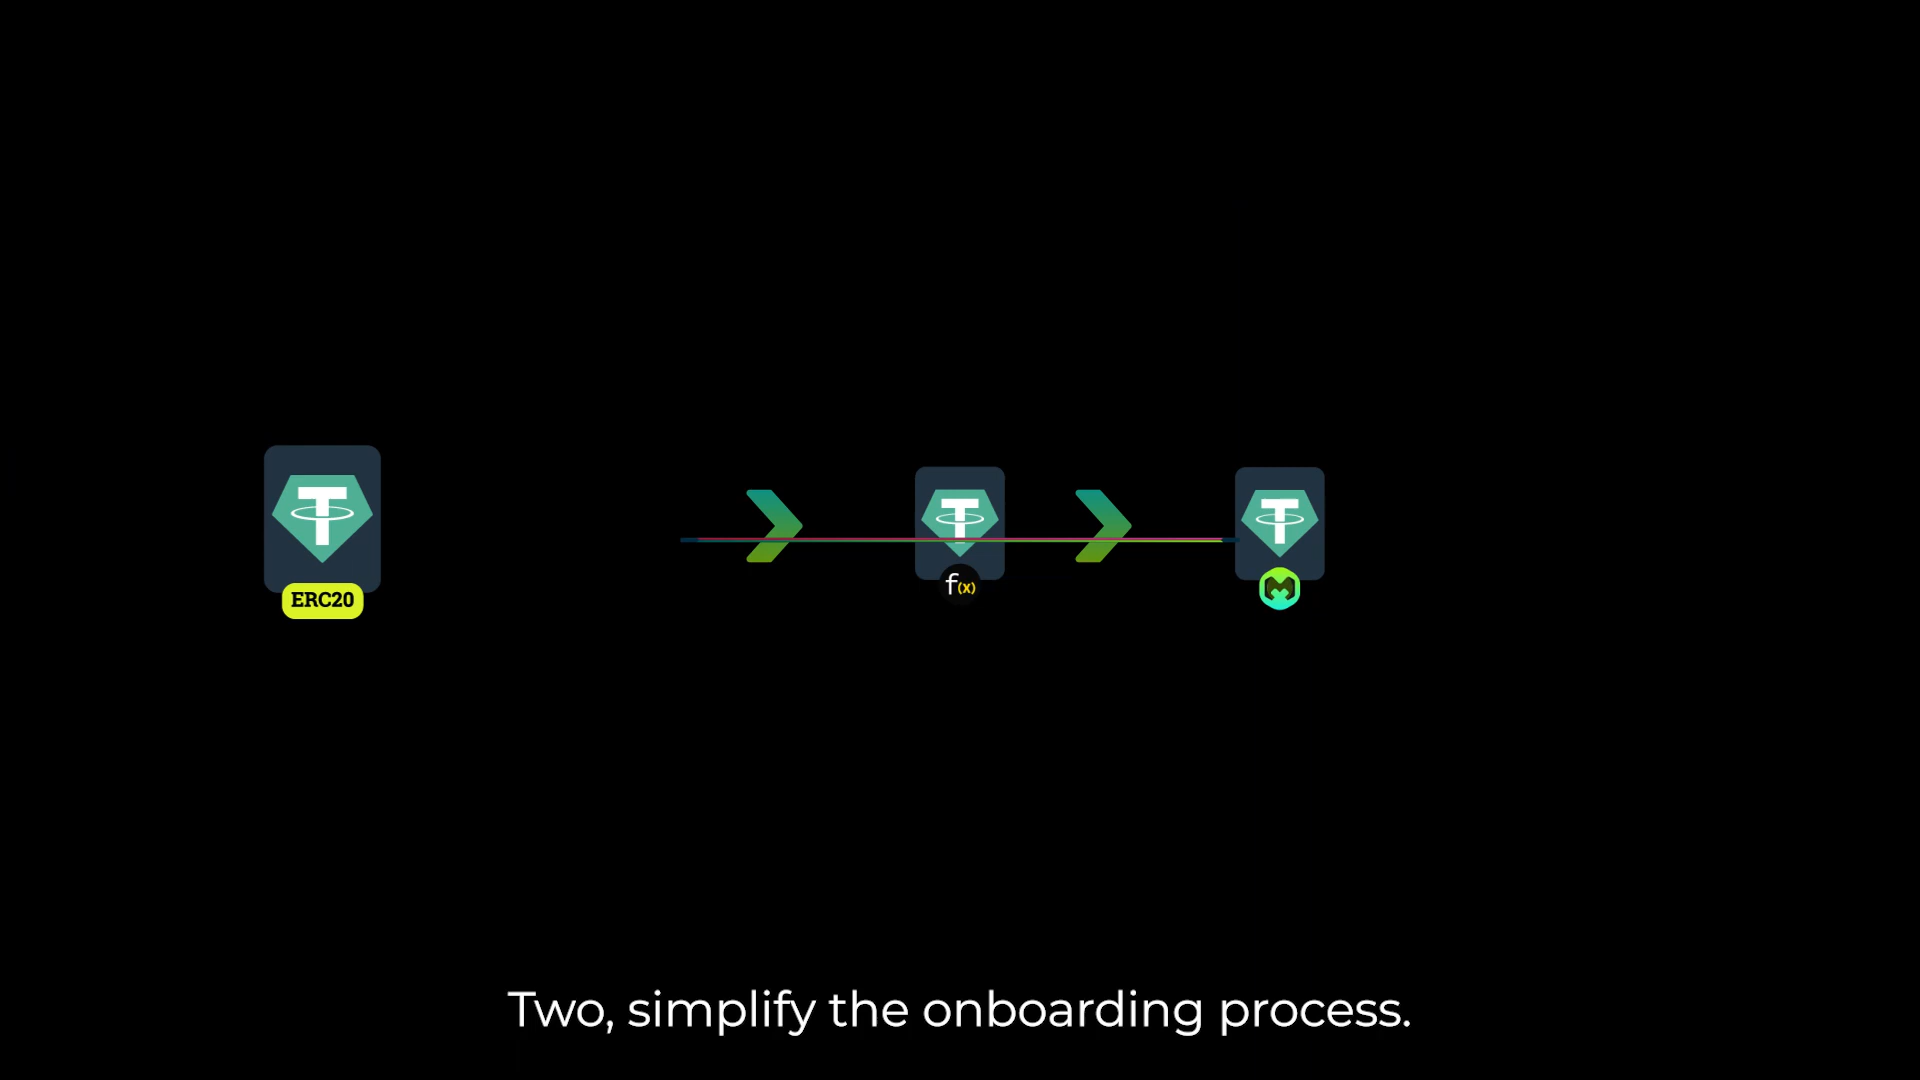 ERC20
f(x)
Two, simplify the onboarding process.